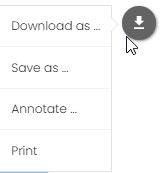 Download as ...
Save as ...
Annotate ...
Print